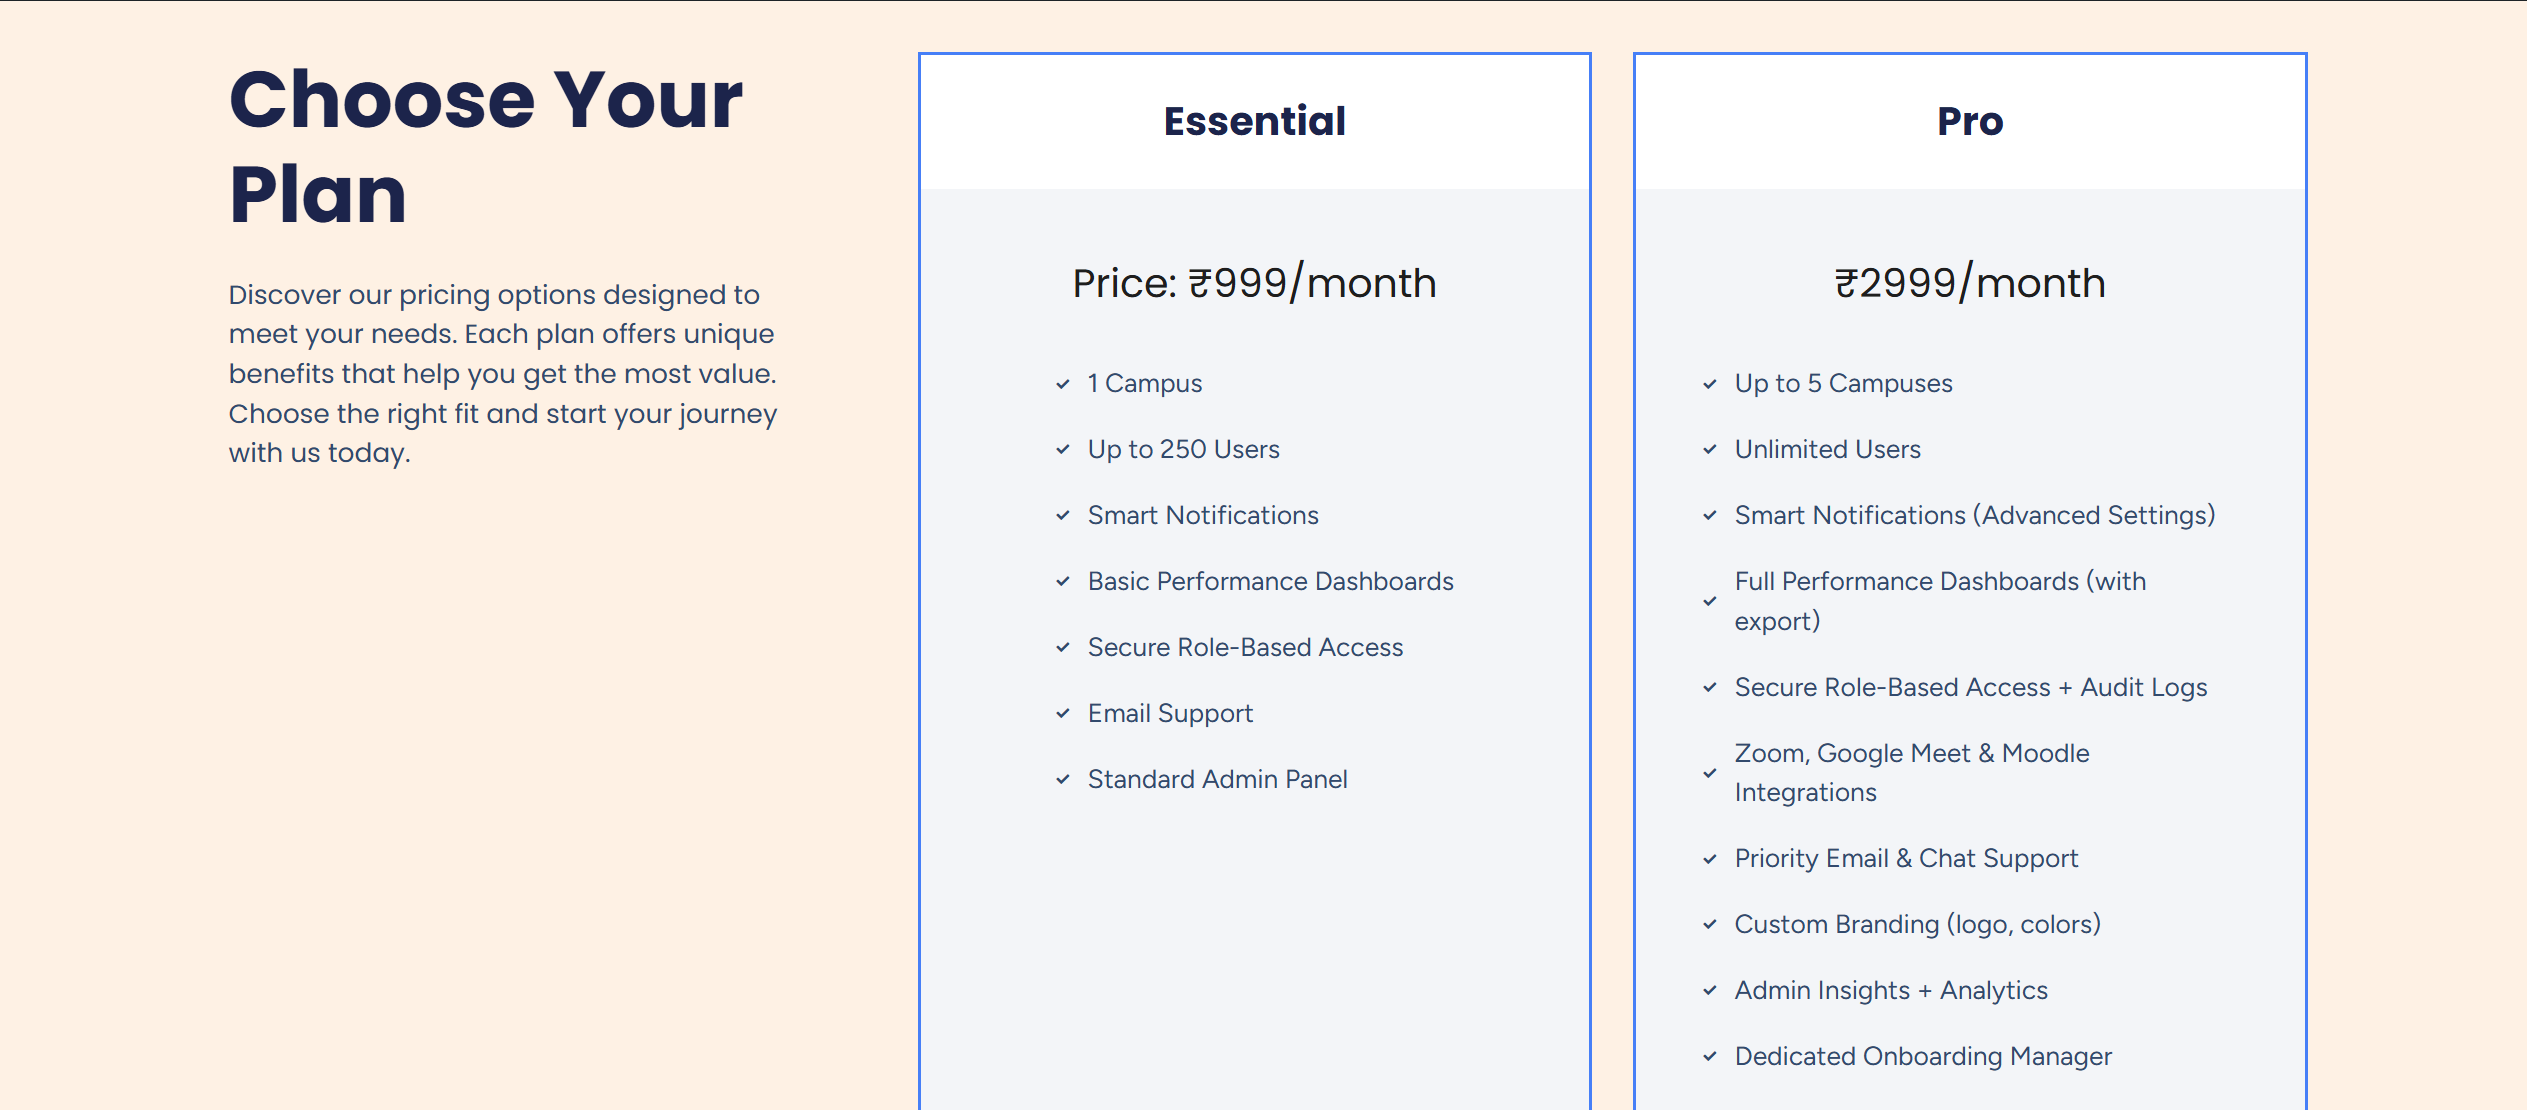 Choose Your
Plan
Discover our pricing options designed to
meet your needs. Each plan offers unique
benefits that help you get the most value.
Choose the right fit and start your journey
with us today.
Essential
Price: ₹999/month
1 Campus
Up to 250 Users
Smart Notifications
Basic Performance Dashboards
Secure Role-Based Access
Email Support
Standard Admin Panel
Pro
₹2999/month
Up to 5 Campuses
Unlimited Users
Smart Notifications (Advanced Settings)
Full Performance Dashboards (with
export)
Secure Role-Based Access + Audit Logs
Zoom, Google Meet & Moodle
Integrations
Priority Email & Chat Support
Custom Branding (logo, colors)
Admin Insights + Analytics
Dedicated Onboarding Manager